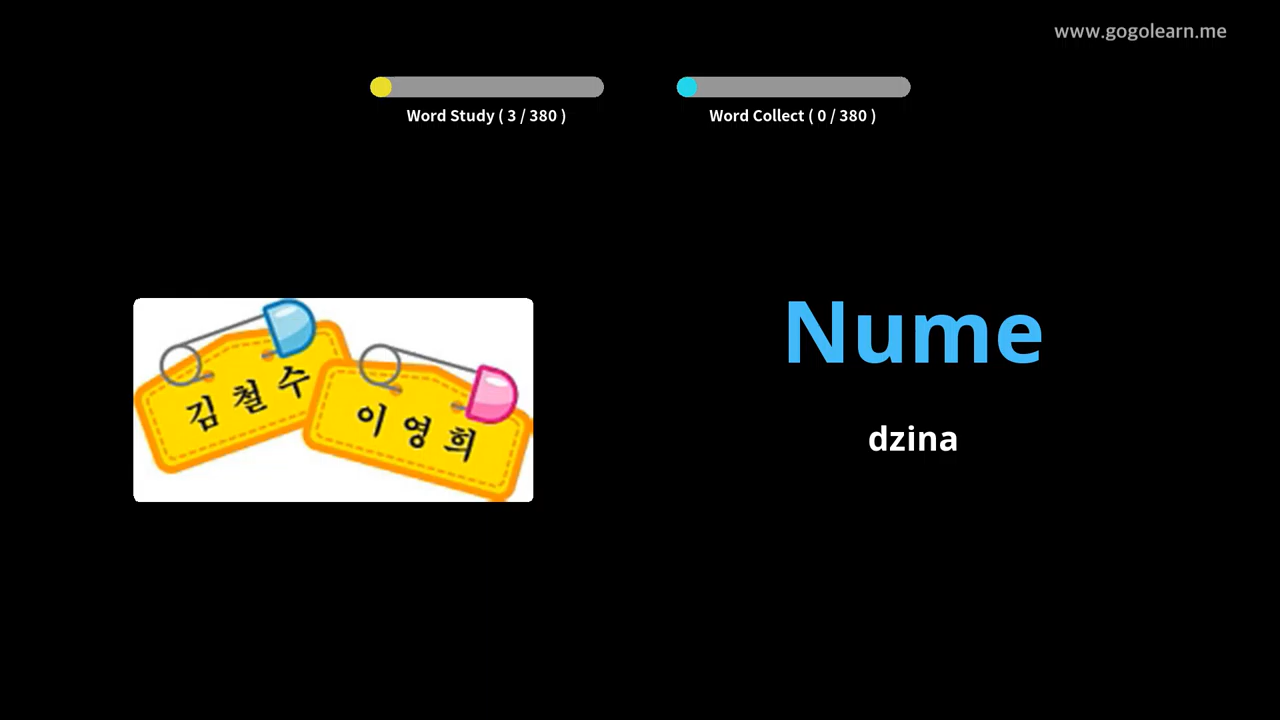 www.gogolearn.me
Word Study ( 3 / 380 )
Word Collect ( 0 / 380 )
김철수
이영희
Nume
dzina